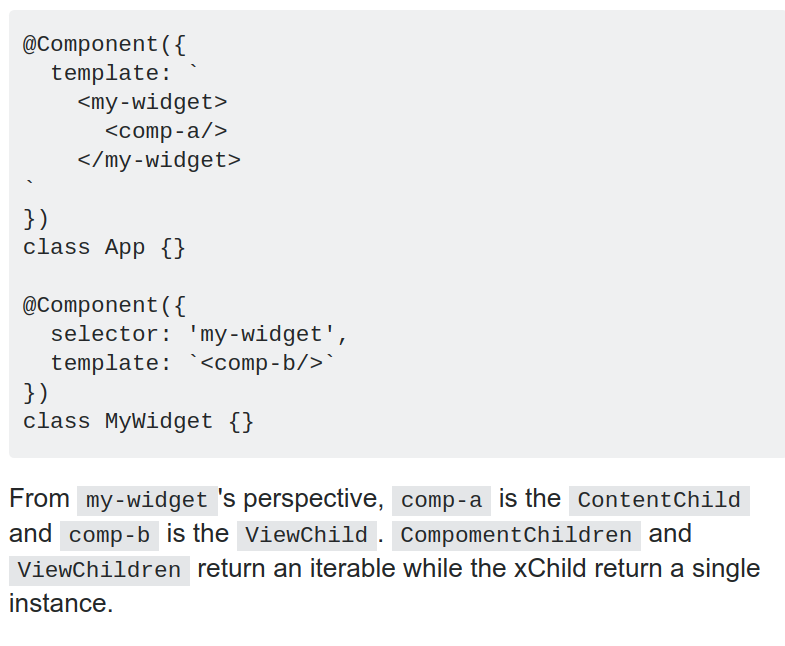 @Component({
  template: `
    <my-widget>
      <comp-a/>
    </my-widget>
`
})
class App {}

@Component({
  selector: 'my-widget',
  template: `<comp-b/>`
})
class MyWidget {}

From my-widget 's perspective, comp-a is the ContentChild
and comp-b is the ViewChild . CompomentChildren and
ViewChildren return an iterable while the xChild return a single
instance.